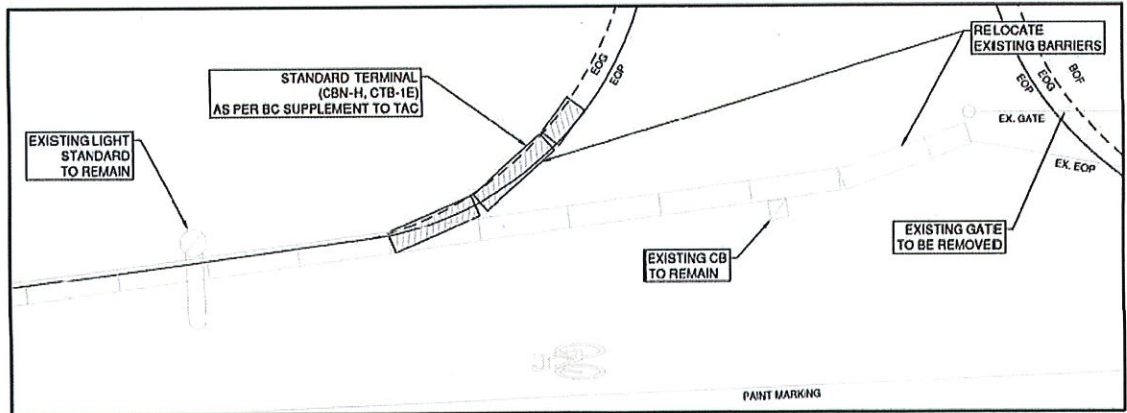 RELOCATE
EXISTING BARRIERS
STANDARD TERMINAL
(CBN-H, CTB-1E)
AS PER BC SUPPLEMENT TO TAC
EOG
EOP
BOF
EOG
EOP
EX. GATE
EX. EOP
EXISTING LIGHT
STANDARD
TO REMAIN
EXISTING CB
TO REMAIN
EXISTING GATE
TO BE REMOVED
PAINT MARKING